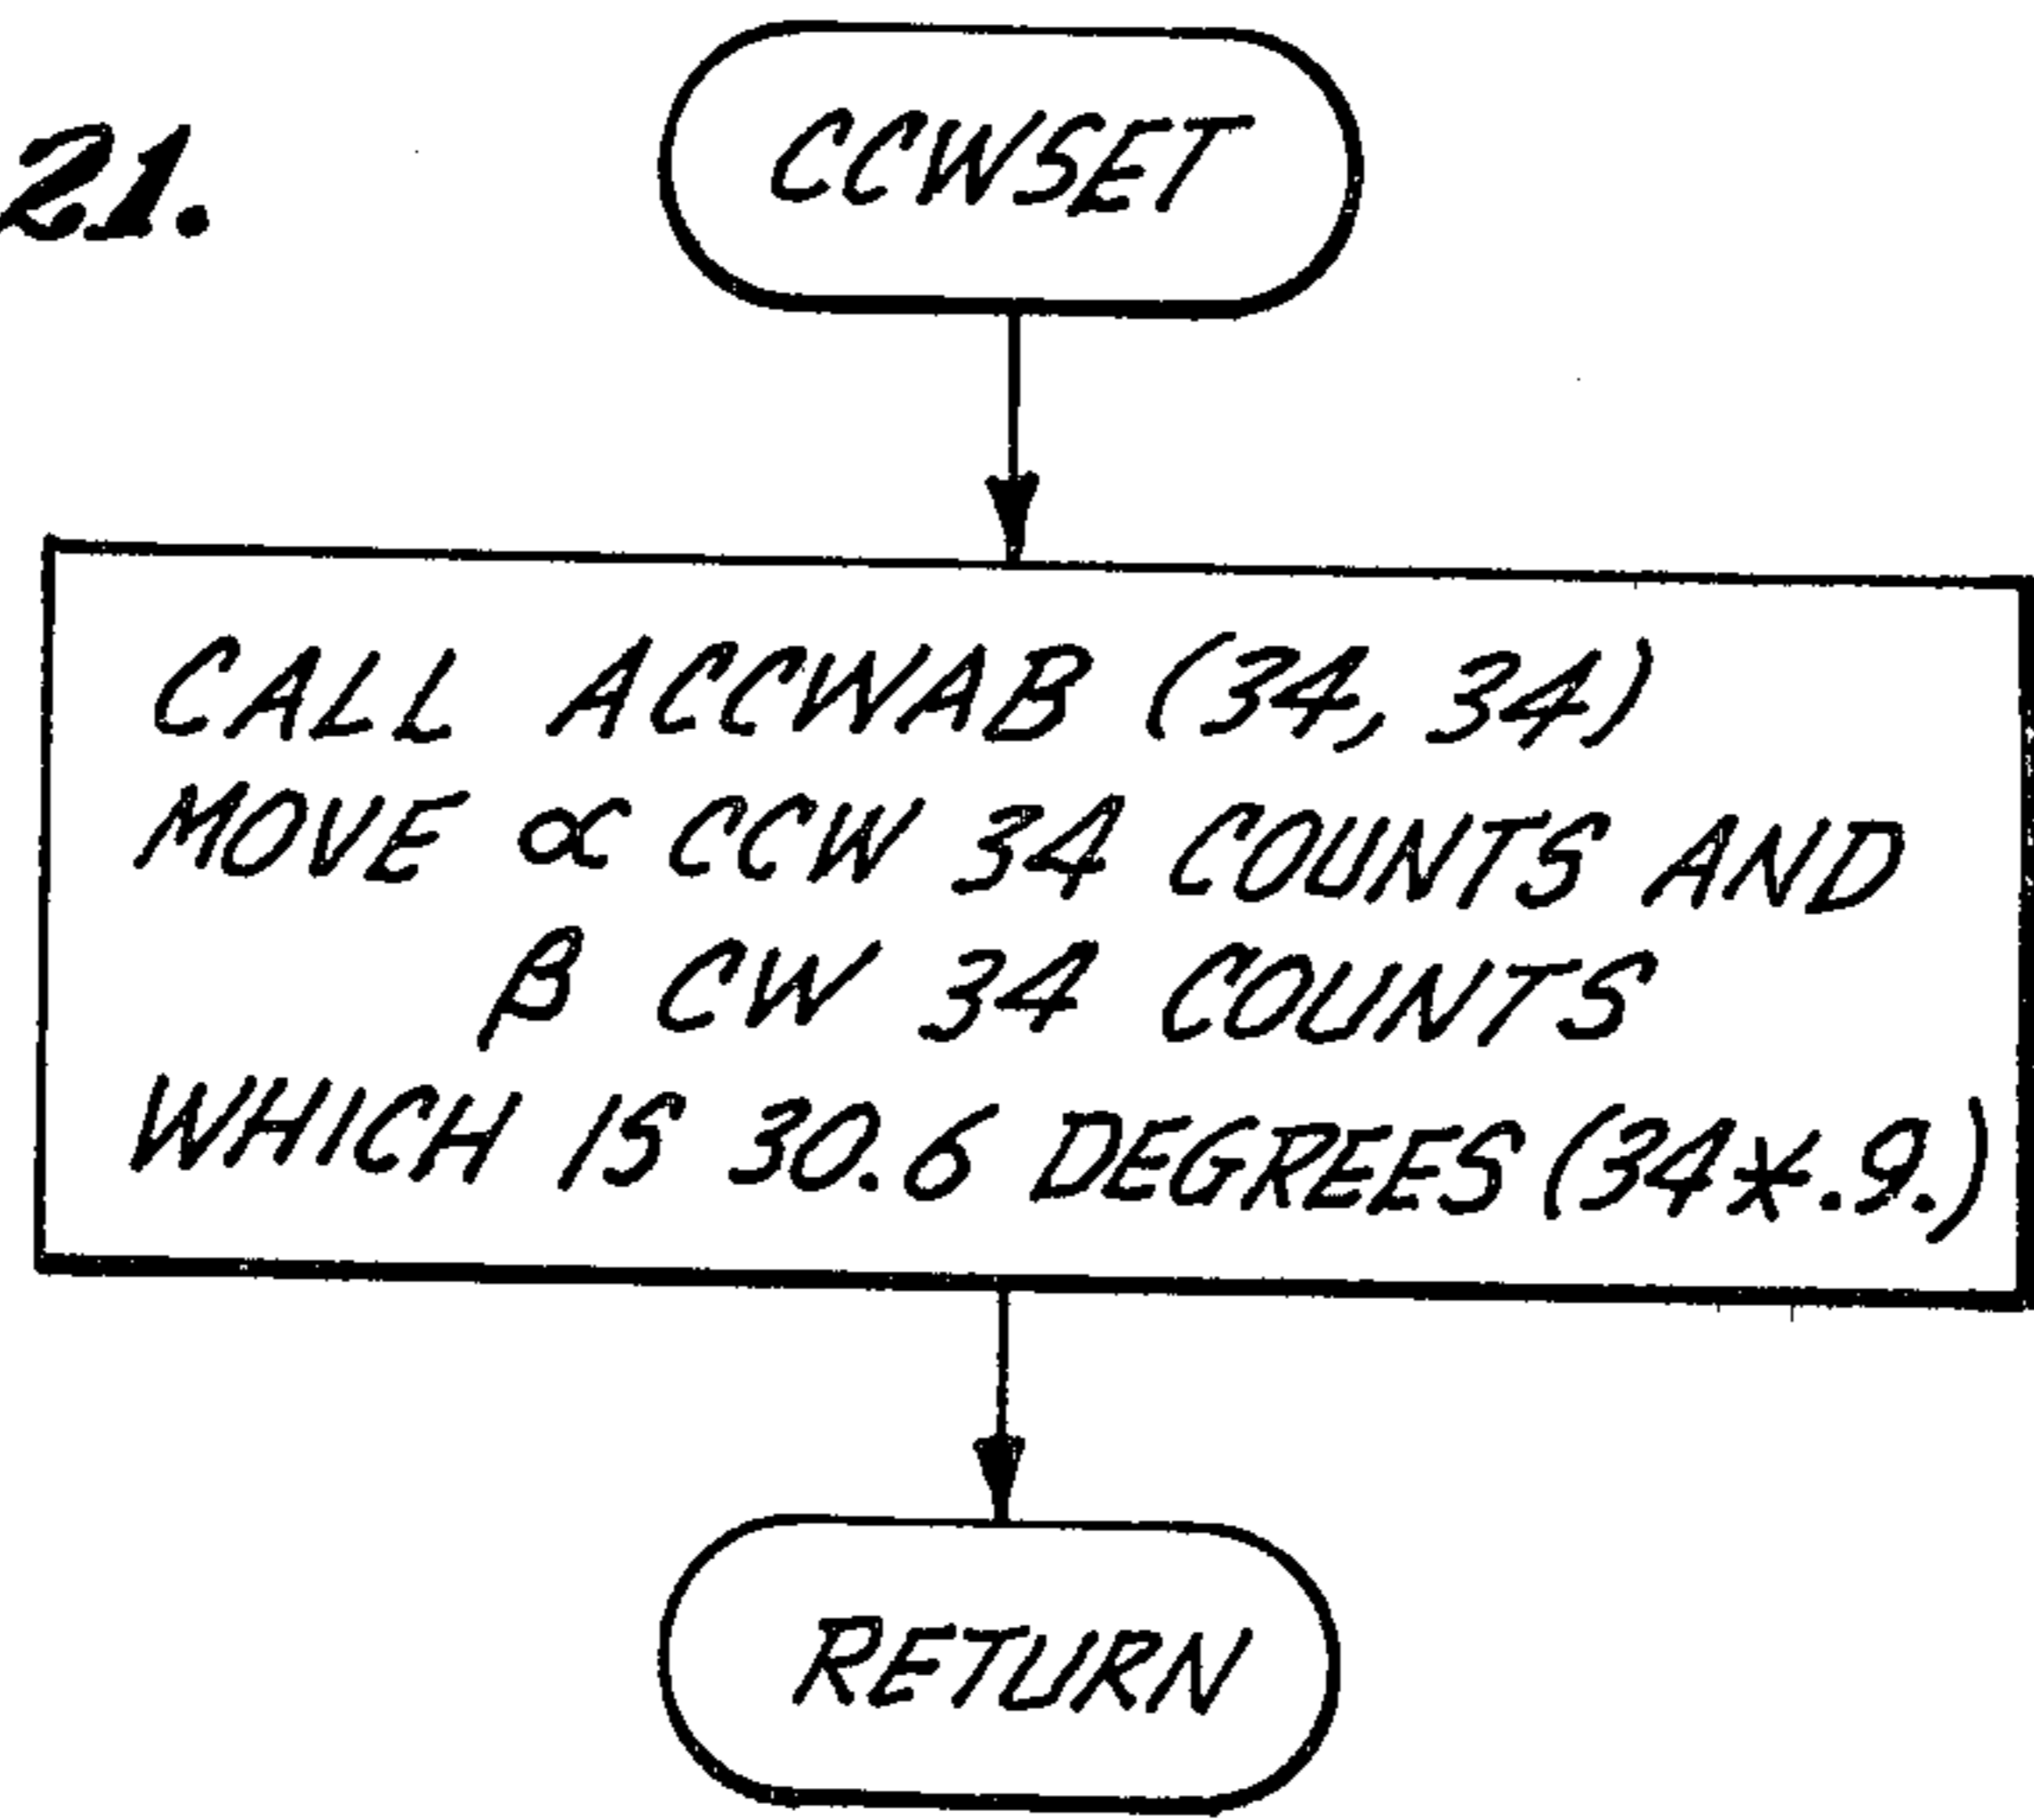 21.
CCWSET
CALL ACCWAB (34, 34)
MOVE ∝ CCW 34 COUNTS AND
β CW 34 COUNTS
WHICH IS 30.6 DEGREES (34*.9.)
RETURN